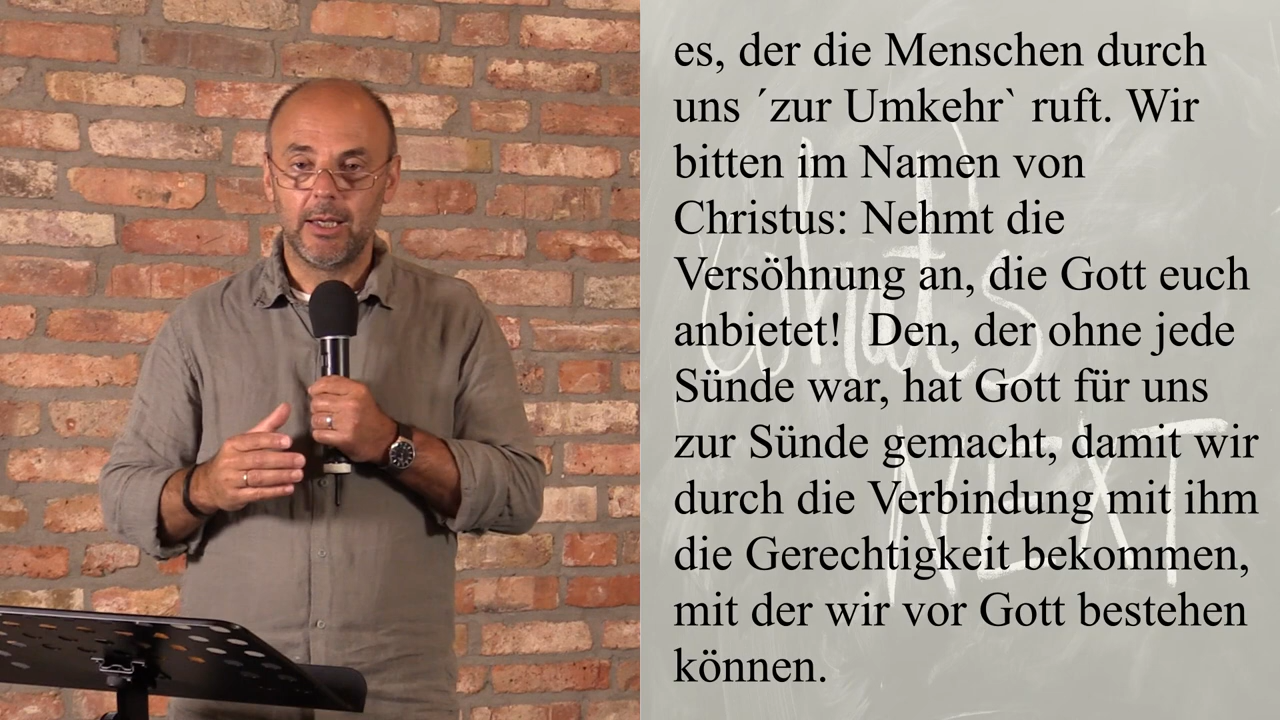 es, der die Menschen durch
uns ´zur Umkehr` ruft. Wir
bitten im Namen von
Christus: Nehmt die
Versöhnung an, die Gott euch
anbietet!  Den, der ohne jede
Sünde war, hat Gott für uns
zur Sünde gemacht, damit wir
durch die Verbindung mit ihm
die Gerechtigkeit bekommen,
mit der wir vor Gott bestehen
können.
What's
NEXT